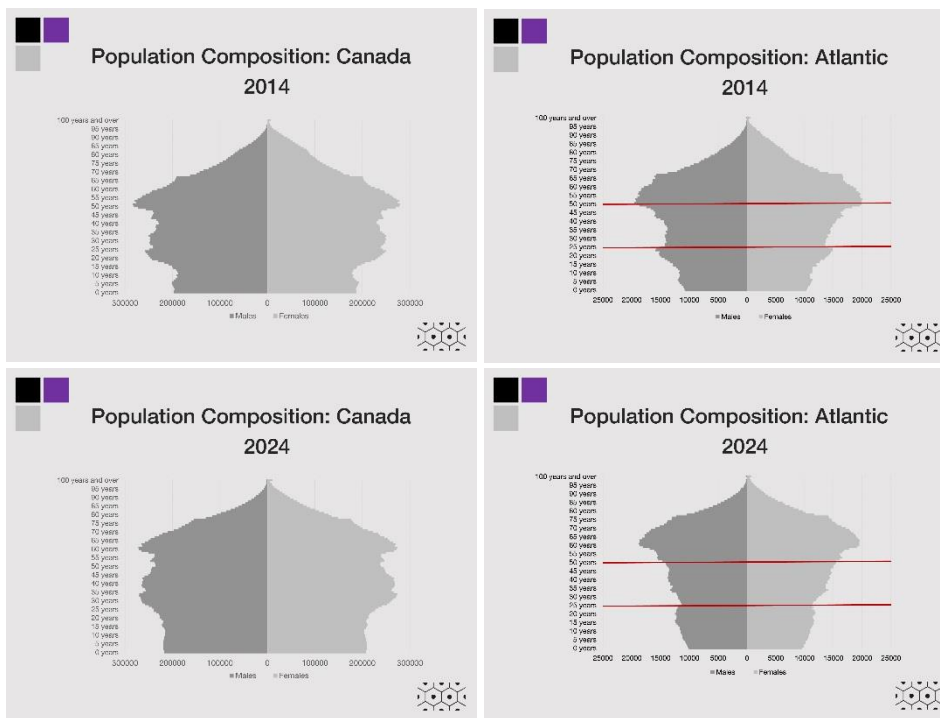 Population Composition: Canada
2014
100 years and over
95 years
90 years
85 years
80 years
75 years
70 years
65 years
60 years
55 years
50 years
45 years
40 years
35 years
30 years
25 years
20 years
15 years
10 years
5 years
0 years
300000 200000 100000 0 100000 200000 300000
Males Females
Population Composition: Atlantic
2014
100 years and over
95 years
90 years
85 years
80 years
75 years
70 years
65 years
60 years
55 years
50 years
45 years
40 years
35 years
30 years
25 years
20 years
15 years
10 years
5 years
0 years
25000 20000 15000 10000 5000 0 5000 10000 15000 20000 25000
Males Females
Population Composition: Canada
2024
100 years and over
95 years
90 years
85 years
80 years
75 years
70 years
65 years
60 years
55 years
50 years
45 years
40 years
35 years
30 years
25 years
20 years
15 years
10 years
5 years
0 years
300000 200000 100000 0 100000 200000 300000
Males Females
Population Composition: Atlantic
2024
100 years and over
95 years
90 years
85 years
80 years
75 years
70 years
65 years
60 years
55 years
50 years
45 years
40 years
35 years
30 years
25 years
20 years
15 years
10 years
5 years
0 years
25000 20000 15000 10000 5000 0 5000 10000 15000 20000 25000
Males Females